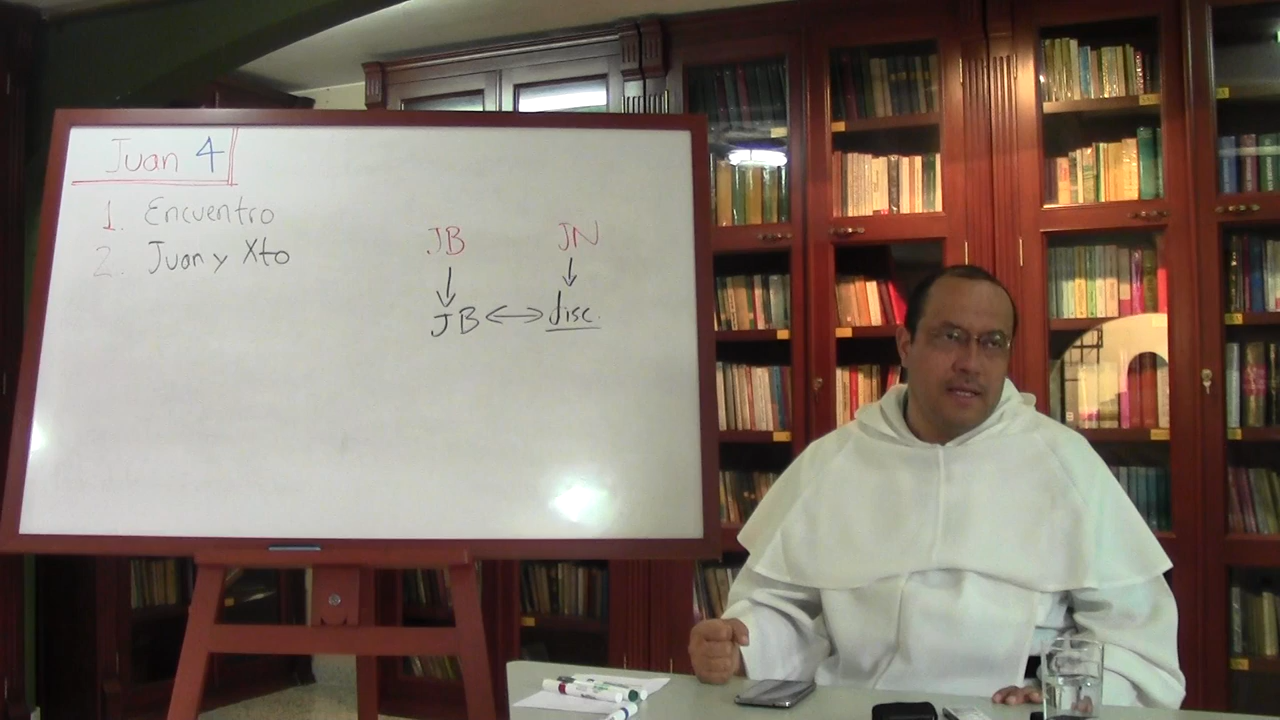 Juan 4
1. Encuentro
2. Juan y Xto
JB JN
JB ↔ disc.